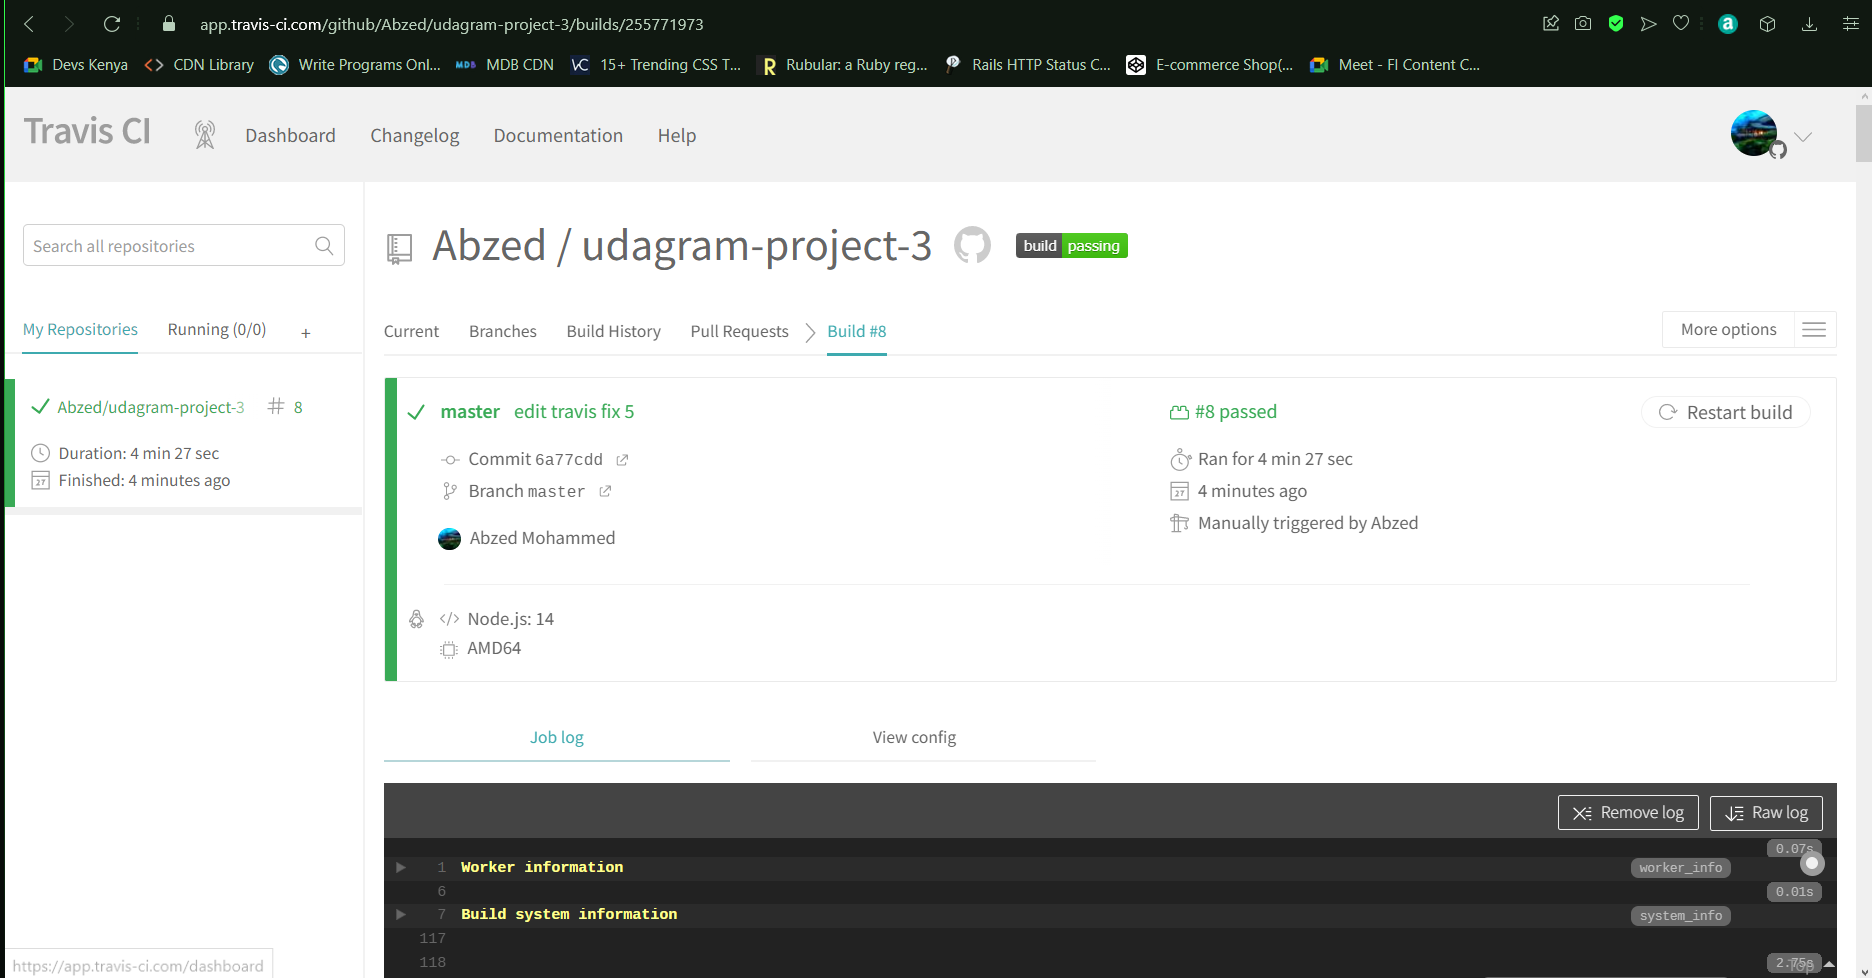 app.travis-ci.com/github/Abzed/udagram-project-3/builds/255771973
Devs Kenya
CDN Library
Write Programs Onl...
MDB CDN
15+ Trending CSS T...
Rubular: a Ruby reg...
Rails HTTP Status C...
E-commerce Shop(...
Meet - FI Content C...
Travis CI
Dashboard
Changelog
Documentation
Help
Search all repositories
Abzed / udagram-project-3
build passing
My Repositories
Running (0/0)
+
Current
Branches
Build History
Pull Requests
Build #8
More options
Abzed/udagram-project-3
# 8
Duration: 4 min 27 sec
Finished: 4 minutes ago
master edit travis fix 5
Commit 6a77cdd
Branch master
Abzed Mohammed
#8 passed
Ran for 4 min 27 sec
4 minutes ago
Manually triggered by Abzed
Restart build
Node.js: 14
AMD64
Job log
View config
Remove log
Raw log
0.07s
1 Worker information worker_info
6 0.01s
7 Build system information system_info
117
118 2.75s
Top
https://app.travis-ci.com/dashboard